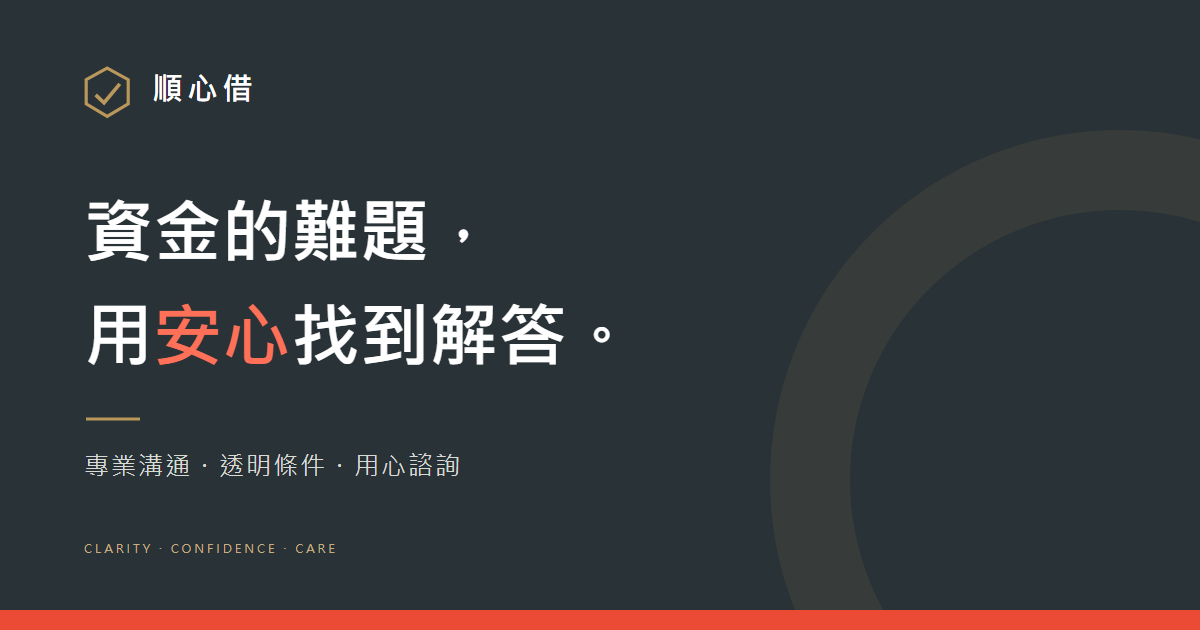 順心借
資金的難題，
用安心找到解答。
專業溝通 · 透明條件 · 用心諮詢
CLARITY · CONFIDENCE · CARE